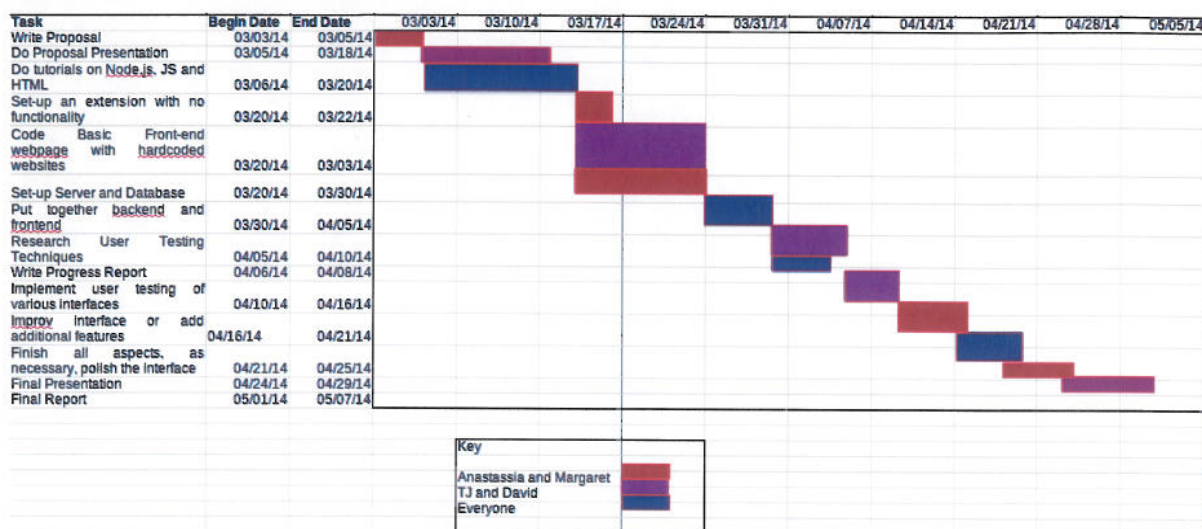 Task Begin Date End Date 03/03/14 03/10/14 03/17/14 03/24/14 03/31/14 04/07/14 04/14/14 04/21/14 04/28/14 05/05/14
Write Proposal 03/03/14 03/05/14
Do Proposal Presentation 03/05/14 03/18/14
Do tutorials on Node.js, JS and
HTML 03/06/14 03/20/14
Set-up an extension with no
functionality 03/20/14 03/22/14
Code Basic Front-end
webpage with hardcoded
websites 03/20/14 03/03/14
Set-up Server and Database 03/20/14 03/30/14
Put together backend and
frontend 03/30/14 04/05/14
Research User Testing
Techniques 04/05/14 04/10/14
Write Progress Report 04/06/14 04/08/14
Implement user testing of
various interfaces 04/10/14 04/16/14
Improv interface or add
additional features 04/16/14 04/21/14
Finish all aspects, as
necessary, polish the interface 04/21/14 04/25/14
Final Presentation 04/24/14 04/29/14
Final Report 05/01/14 05/07/14
Key
Anastassia and Margaret
TJ and David
Everyone